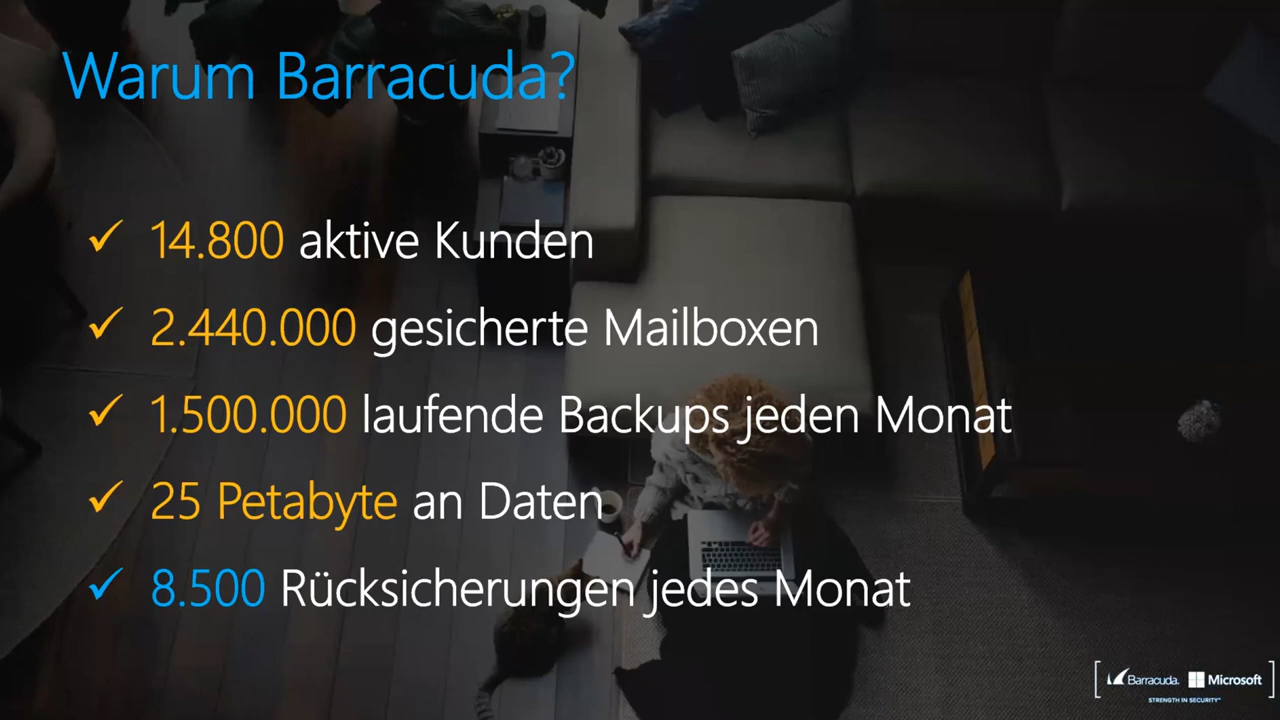 Warum Barracuda?
✓ 14.800 aktive Kunden
✓ 2.440.000 gesicherte Mailboxen
✓ 1.500.000 laufende Backups jeden Monat
✓ 25 Petabyte an Daten
✓ 8.500 Rücksicherungen jedes Monat
Barracuda. Microsoft
STRENGTH IN SECURITY™